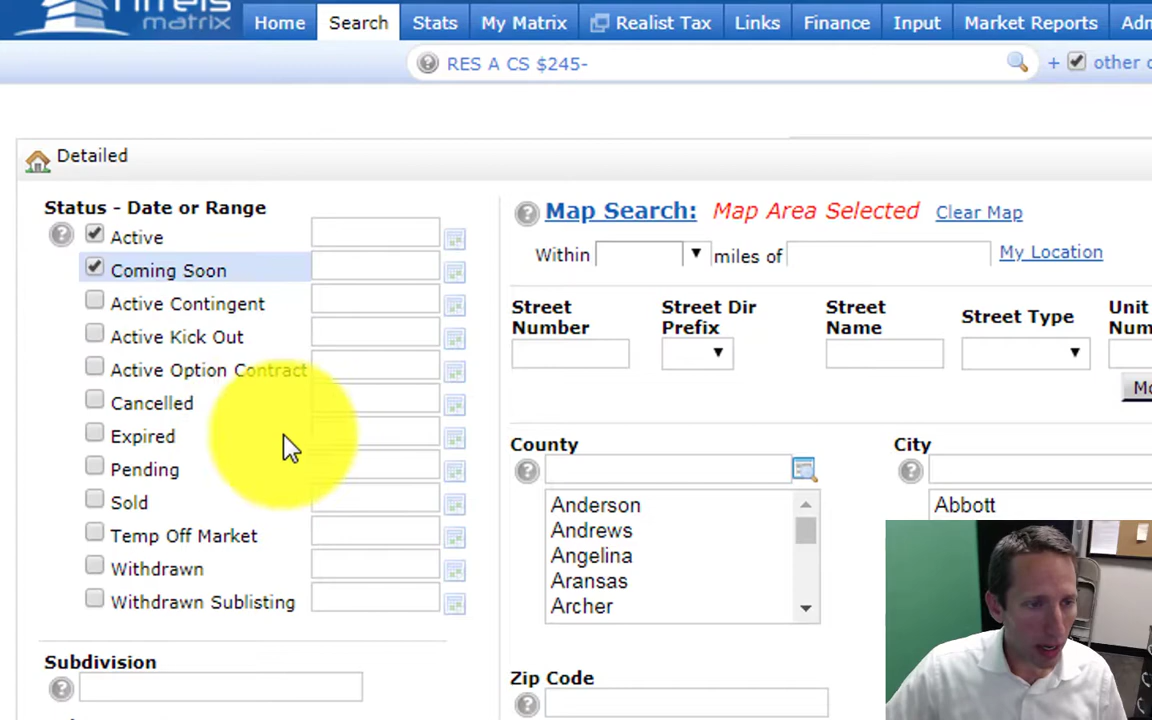 matrix
Home Search Stats My Matrix Realist Tax Links Finance Input Market Reports
RES A CS $245- + other
Detailed
Status - Date or Range
Active
Coming Soon
Active Contingent
Active Kick Out
Active Option Contract
Cancelled
Expired
Pending
Sold
Temp Off Market
Withdrawn
Withdrawn Sublisting
Subdivision
Map Search: Map Area Selected Clear Map
Within miles of My Location
Street Number Street Dir Prefix Street Name Street Type Unit
County City
Anderson
Andrews
Angelina
Aransas
Archer
Abbott
Zip Code